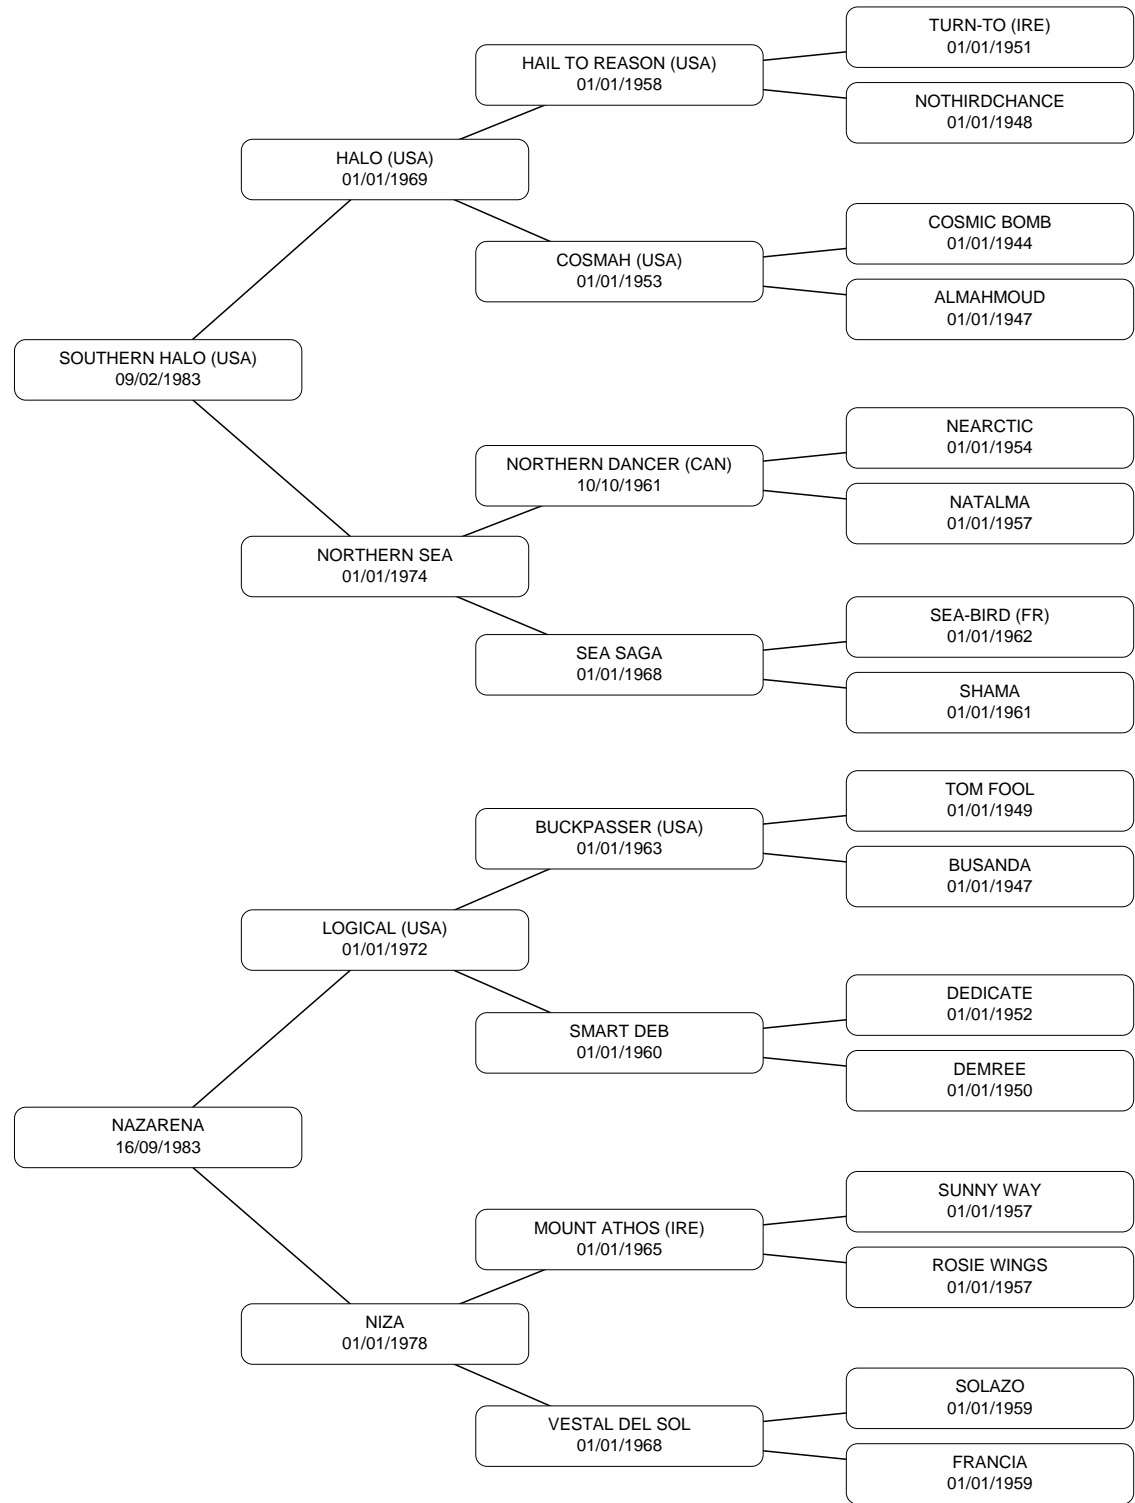 TURN-TO (IRE)
01/01/1951
HAIL TO REASON (USA)
01/01/1958
NOTHIRDCHANCE
01/01/1948
HALO (USA)
01/01/1969
COSMIC BOMB
01/01/1944
COSMAH (USA)
01/01/1953
ALMAHMOUD
01/01/1947
SOUTHERN HALO (USA)
09/02/1983
NEARCTIC
01/01/1954
NORTHERN DANCER (CAN)
10/10/1961
NATALMA
01/01/1957
NORTHERN SEA
01/01/1974
SEA-BIRD (FR)
01/01/1962
SEA SAGA
01/01/1968
SHAMA
01/01/1961
TOM FOOL
01/01/1949
BUCKPASSER (USA)
01/01/1963
BUSANDA
01/01/1947
LOGICAL (USA)
01/01/1972
DEDICATE
01/01/1952
SMART DEB
01/01/1960
DEMREE
01/01/1950
NAZARENA
16/09/1983
SUNNY WAY
01/01/1957
MOUNT ATHOS (IRE)
01/01/1965
ROSIE WINGS
01/01/1957
NIZA
01/01/1978
SOLAZO
01/01/1959
VESTAL DEL SOL
01/01/1968
FRANCIA
01/01/1959